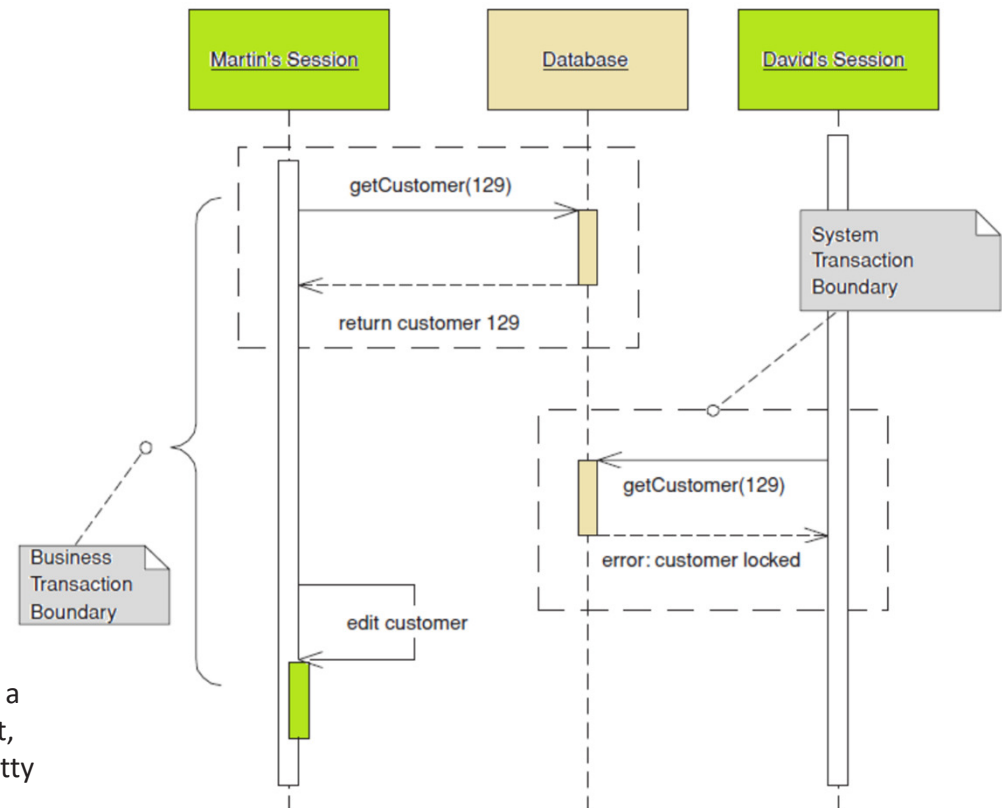 Martin's Session
Database
David's Session
getCustomer(129)
System
Transaction
Boundary
return customer 129
getCustomer(129)
error: customer locked
Business
Transaction
Boundary
edit customer
a
t,
tty